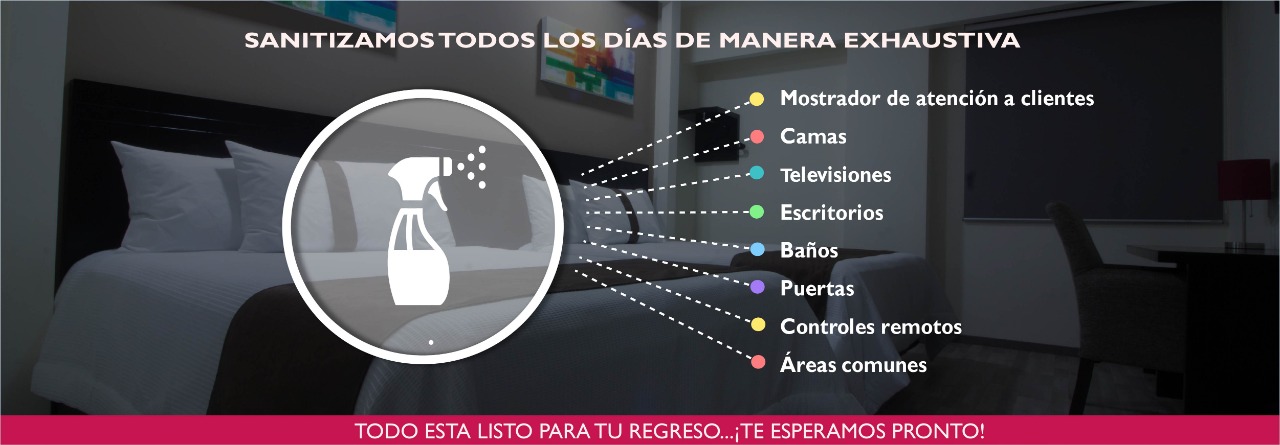 SANITIZAMOS TODOS LOS DÍAS DE MANERA EXHAUSTIVA
Mostrador de atención a clientes
Camas
Televisiones
Escritorios
Baños
Puertas
Controles remotos
Áreas comunes
TODO ESTA LISTO PARA TU REGRESO...¡TE ESPERAMOS PRONTO!